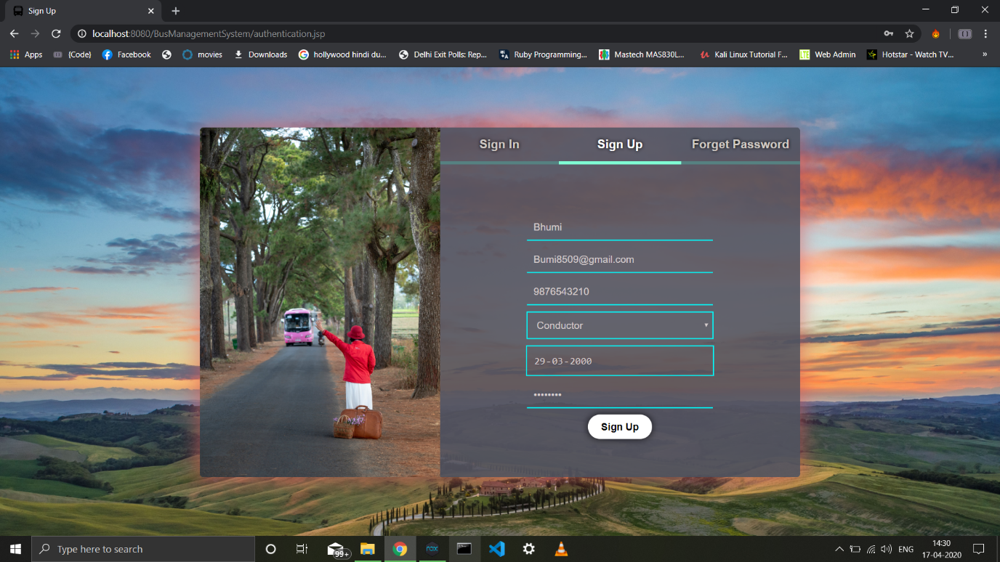 Sign Up
localhost:8080/BusManagementSystem/authentication.jsp
Apps {Code} Facebook movies Downloads hollywood hindi du... Delhi Exit Polls: Rep... Ruby Programming... Mastech MAS830L... Kali Linux Tutorial F... LTE Web Admin Hotstar - Watch TV... »
Sign In Sign Up Forget Password
Bhumi
Bumi8509@gmail.com
9876543210
Conductor
29-03-2000
••••••••
Sign Up
Type here to search 99+ nox ENG 14:30
17-04-2020